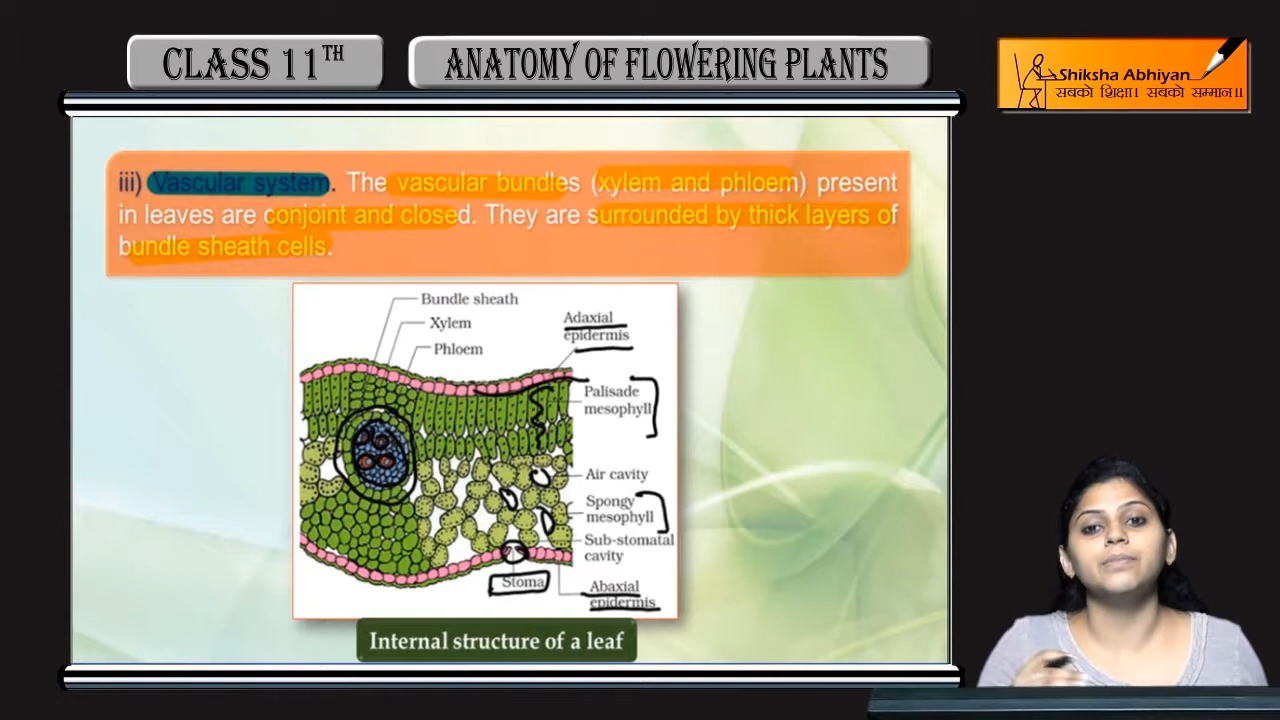 CLASS 11TH
ANATOMY OF FLOWERING PLANTS
Shiksha Abhiyan
सबको शिक्षा। सबको सम्मान।।
iii) Vascular system. The vascular bundles (xylem and phloem) present
in leaves are conjoint and closed. They are surrounded by thick layers of
bundle sheath cells.
Bundle sheath
Xylem
Phloem
Adaxial
epidermis
Palisade
mesophyll
Air cavity
Spongy
mesophyll
Sub-stomatal
cavity
Stoma
Abaxial
epidermis
Internal structure of a leaf